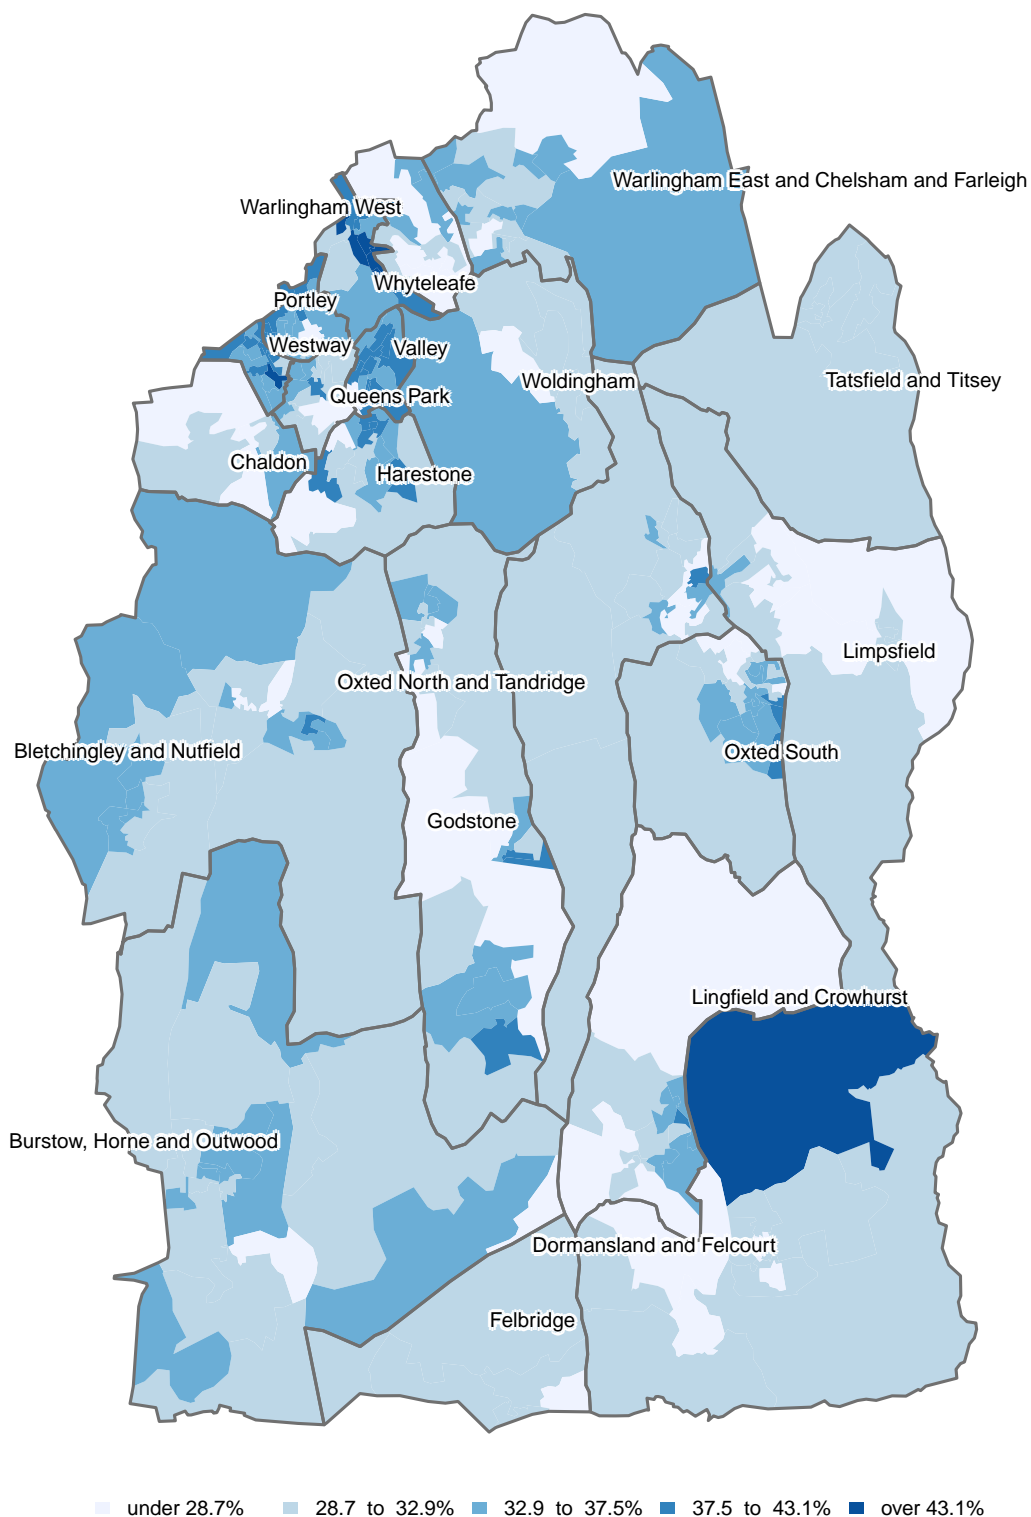 Warlingham East and Chelsham and Farleigh
Warlingham West
Whyteleafe
Portley
Westway
Valley
Woldingham
Tatsfield and Titsey
Queens Park
Chaldon
Harestone
Limpsfield
Oxted North and Tandridge
Bletchingley and Nutfield
Oxted South
Godstone
Lingfield and Crowhurst
Burstow, Horne and Outwood
Dormansland and Felcourt
Felbridge
under 28.7% 28.7 to 32.9% 32.9 to 37.5% 37.5 to 43.1% over 43.1%